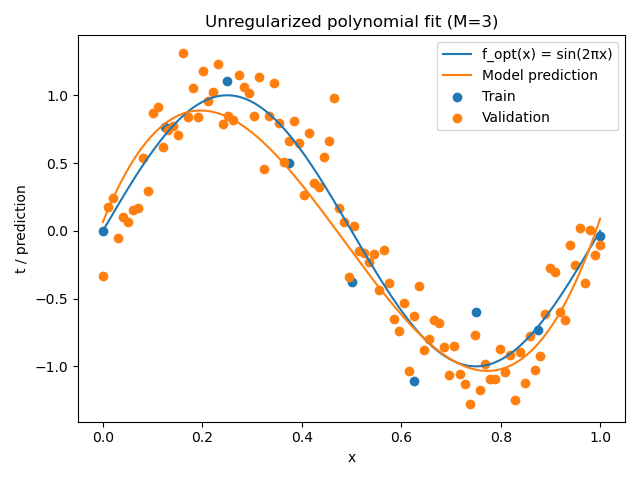 Unregularized polynomial fit (M=3)
f_opt(x) = sin(2πx)
Model prediction
Train
Validation
t / prediction
1.0
0.5
0.0
−0.5
−1.0
0.0 0.2 0.4 0.6 0.8 1.0
x